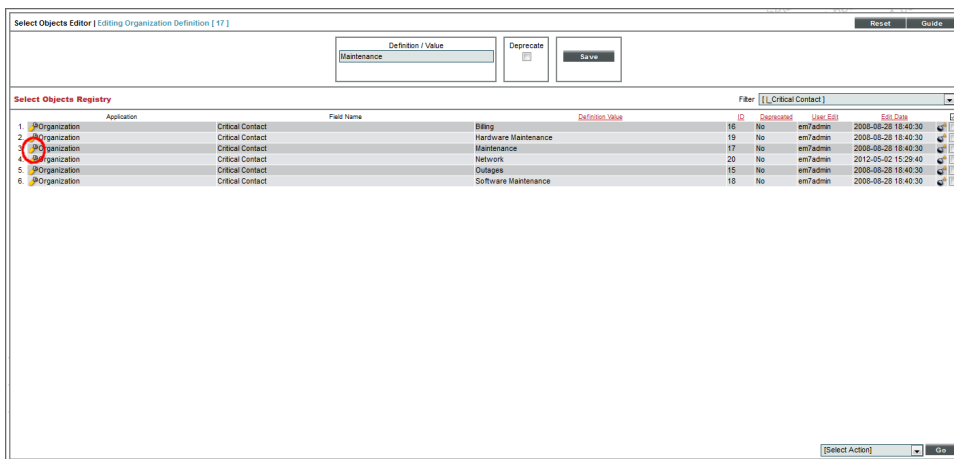 Select Objects Editor | Editing Organization Definition [ 17 ] Reset Guide
Definition / Value Deprecate
Maintenance Save
Select Objects Registry Filter [ |_Critical Contact ]
Application Field Name Definition Value ID Deprecated User Edit Edit Date
1. Organization Critical Contact Billing 16 No em7admin 2008-08-28 18:40:30
2. Organization Critical Contact Hardware Maintenance 19 No em7admin 2008-08-28 18:40:30
3. Organization Critical Contact Maintenance 17 No em7admin 2008-08-28 18:40:30
4. Organization Critical Contact Network 20 No em7admin 2012-05-02 15:29:40
5. Organization Critical Contact Outages 15 No em7admin 2008-08-28 18:40:30
6. Organization Critical Contact Software Maintenance 18 No em7admin 2008-08-28 18:40:30
[Select Action] Go